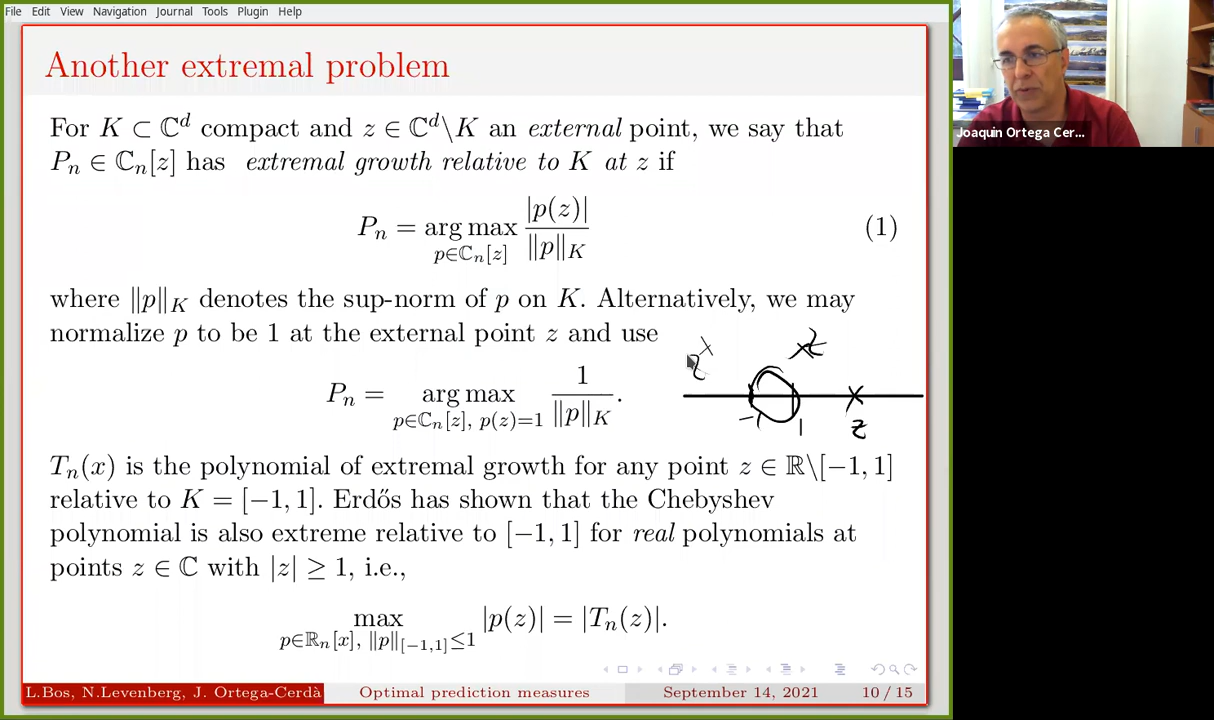 File Edit View Navigation Journal Tools Plugin Help
Another extremal problem
For K ⊂ ℂ^d compact and z ∈ ℂ^d\K an external point, we say that
P_n ∈ ℂ_n[z] has extremal growth relative to K at z if
P_n = arg max_{p∈ℂ_n[z]} |p(z)| / ‖p‖_K (1)
where ‖p‖_K denotes the sup-norm of p on K. Alternatively, we may
normalize p to be 1 at the external point z and use
P_n = arg max_{p∈ℂ_n[z], p(z)=1} 1 / ‖p‖_K.
-1 1 z
T_n(x) is the polynomial of extremal growth for any point z ∈ ℝ\[−1, 1]
relative to K = [−1, 1]. Erdős has shown that the Chebyshev
polynomial is also extreme relative to [−1, 1] for real polynomials at
points z ∈ ℂ with |z| ≥ 1, i.e.,
max_{p∈ℝ_n[x], ‖p‖_{[−1,1]}≤1} |p(z)| = |T_n(z)|.
L.Bos, N.Levenberg, J. Ortega-Cerdà Optimal prediction measures September 14, 2021 10 / 15
Joaquin Ortega Cer...